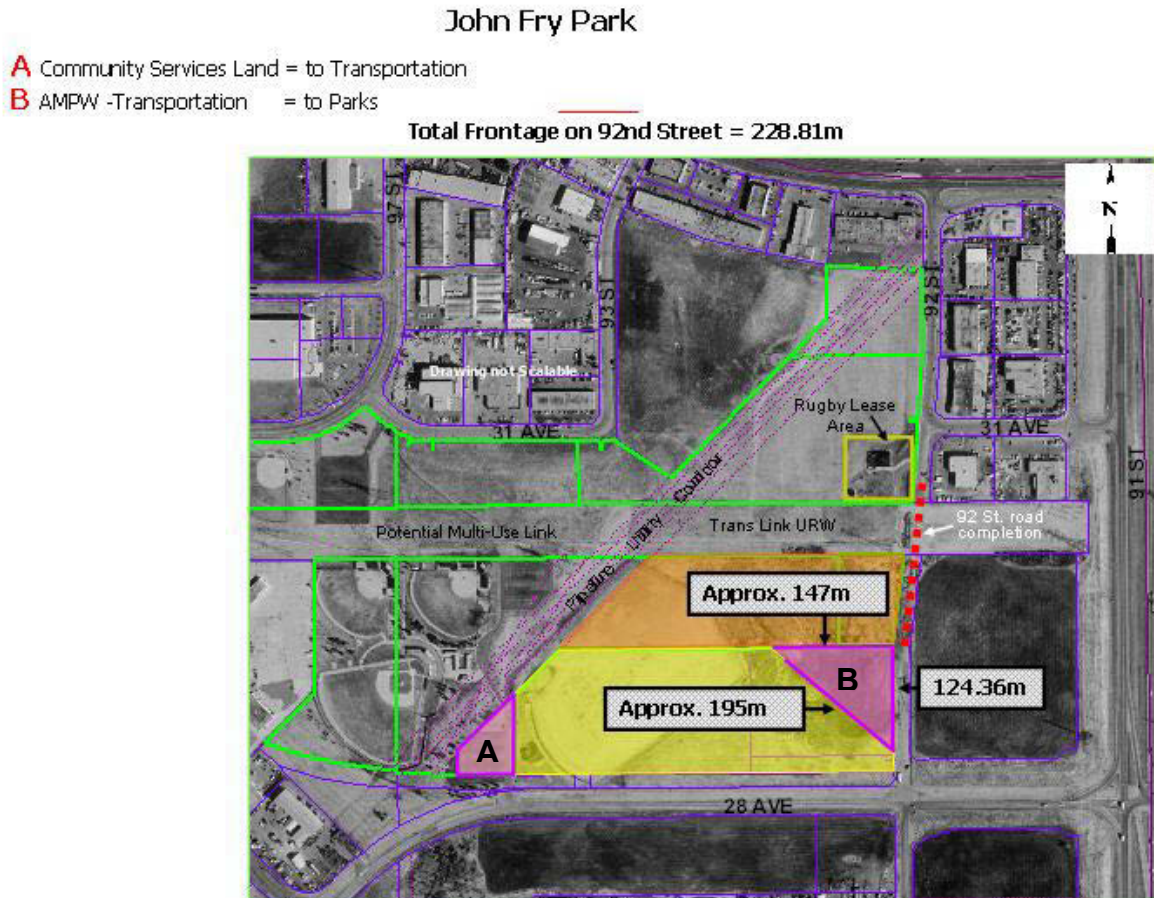 John Fry Park
A Community Services Land = to Transportation
B AMPW -Transportation = to Parks
Total Frontage on 92nd Street = 228.81m
N
97 ST
93 ST
92 ST
Drawing not Scalable
Rugby Lease
Area
31 AVE
31 AVE
91 ST
Pipeline Utility Corridor
Potential Multi-Use Link
Trans Link URW
92 St. road
completion
Approx. 147m
B
124.36m
Approx. 195m
A
28 AVE